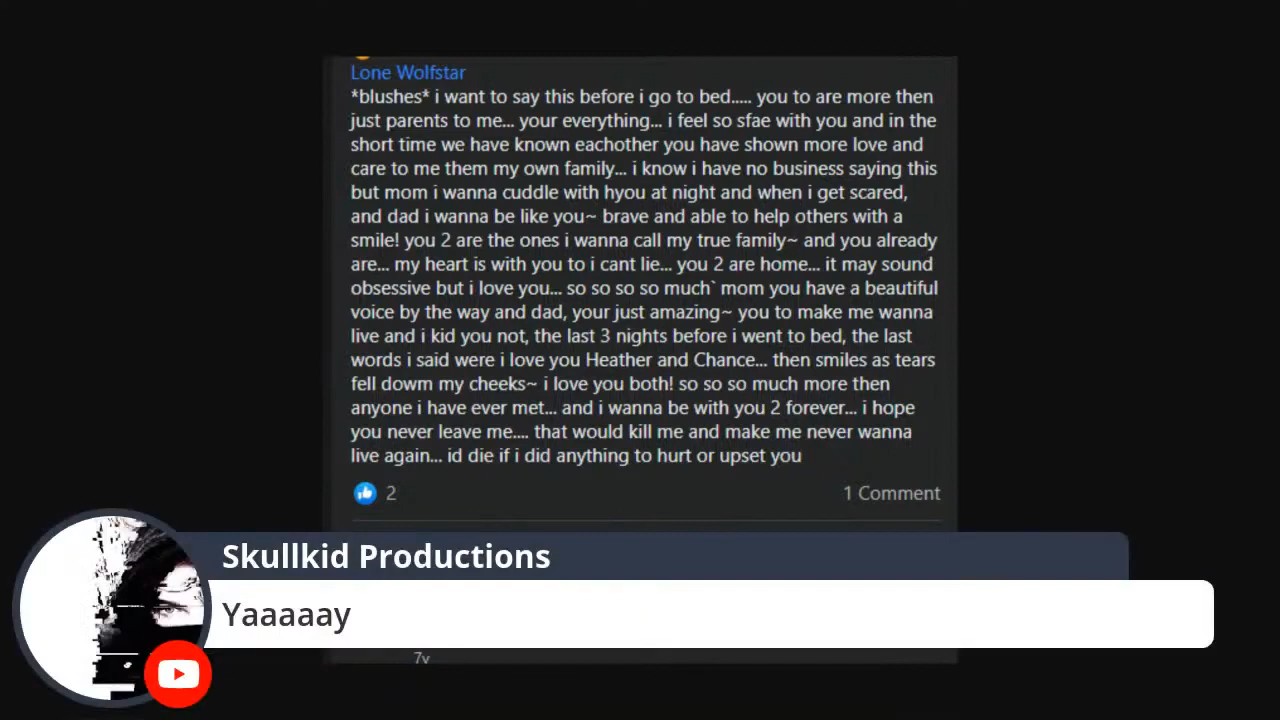 Lone Wolfstar
*blushes* i want to say this before i go to bed..... you to are more then
just parents to me... your everything... i feel so sfae with you and in the
short time we have known eachother you have shown more love and
care to me them my own family... i know i have no business saying this
but mom i wanna cuddle with hyou at night and when i get scared,
and dad i wanna be like you~ brave and able to help others with a
smile! you 2 are the ones i wanna call my true family~ and you already
are... my heart is with you to i cant lie... you 2 are home... it may sound
obsessive but i love you... so so so so much` mom you have a beautiful
voice by the way and dad, your just amazing~ you to make me wanna
live and i kid you not, the last 3 nights before i went to bed, the last
words i said were i love you Heather and Chance... then smiles as tears
fell dowm my cheeks~ i love you both! so so so much more then
anyone i have ever met... and i wanna be with you 2 forever... i hope
you never leave me.... that would kill me and make me never wanna
live again... id die if i did anything to hurt or upset you
2 1 Comment
Skullkid Productions
Yaaaaay
7y